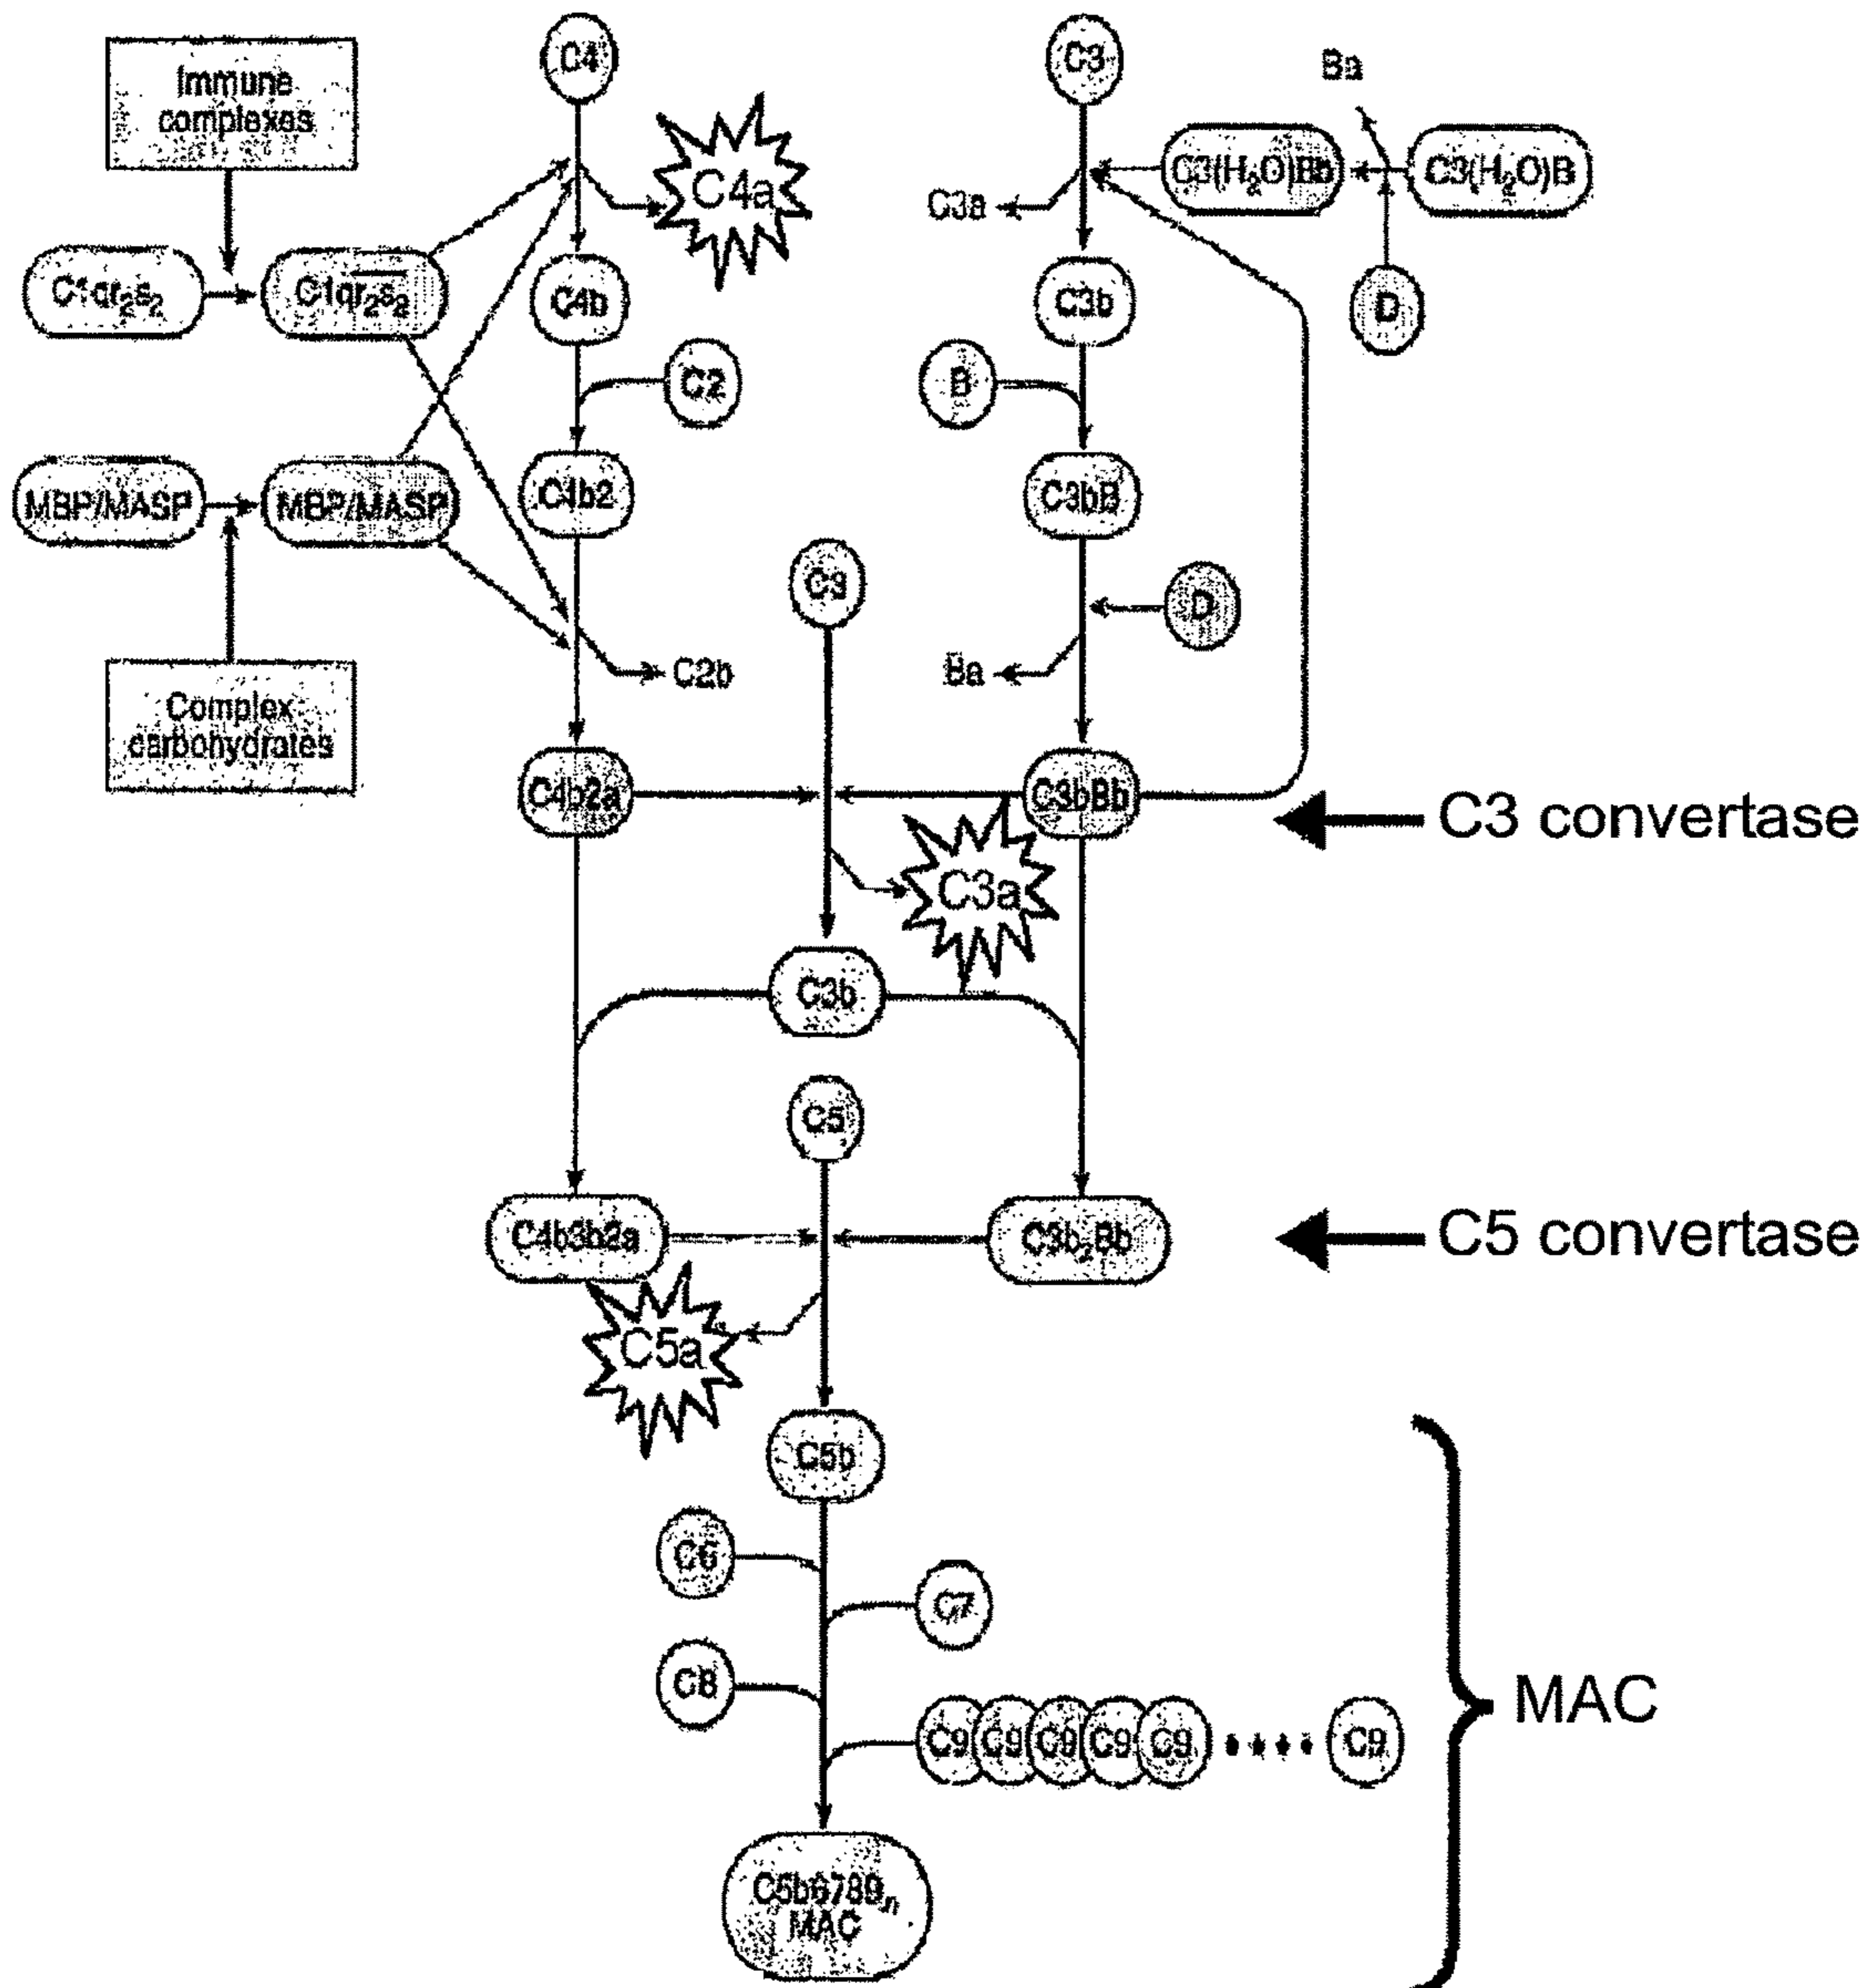 C4
C3
Ba
Immune
complexes
C4a
C3(H₂O)Bb
C3(H₂O)B
C3a
C1qr₂s₂
C1qr₂s₂
C4b
C3b
D
C2
B
MBP/MASP
MBP/MASP
C4b2
C3bB
C3
D
C2b
Ba
Complex
carbohydrates
C4b2a
C3bBb
C3 convertase
C3a
C3b
C5
C4b3b2a
C3b₂Bb
C5 convertase
C5a
C5b
C6
C7
C8
C9 C9 C9 C9 C9 •••• C9
MAC
C5b6789ₙ
MAC